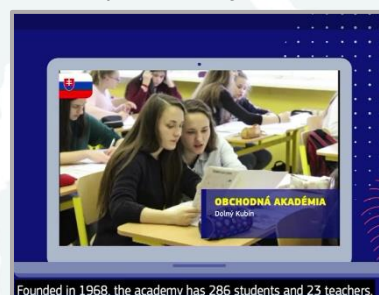 OBCHODNÁ AKADÉMIA
Dolný Kubín
Founded in 1968, the academy has 286 students and 23 teachers.